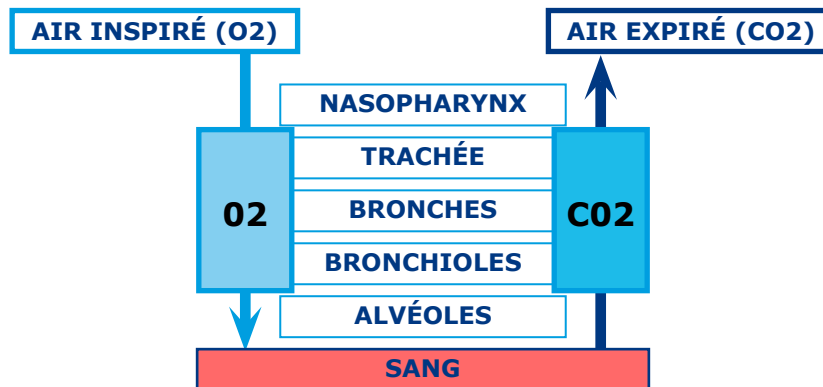 AIR INSPIRÉ (O2)
AIR EXPIRÉ (CO2)
NASOPHARYNX
TRACHÉE
02
BRONCHES
C02
BRONCHIOLES
ALVÉOLES
SANG